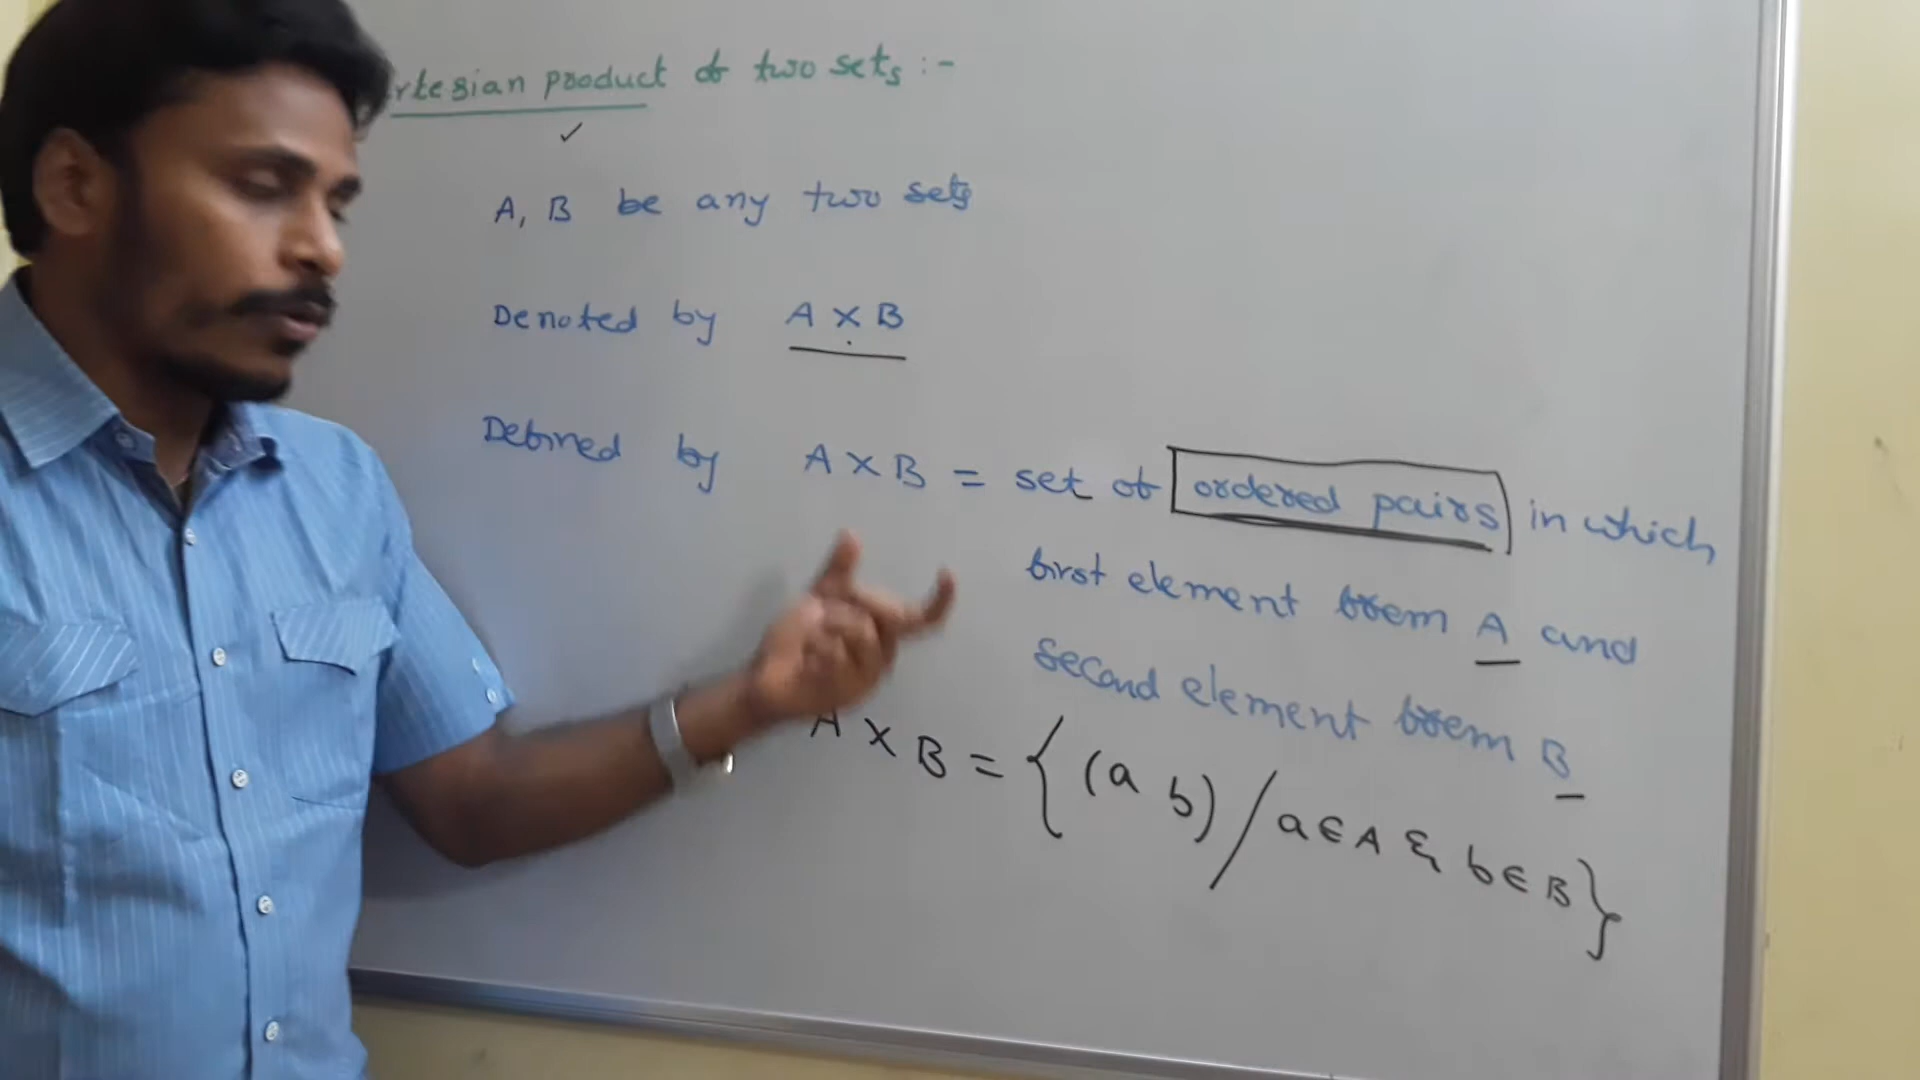 rtesian product of two sets :-
A, B be any two sets
Denoted by A X B
Defined by A X B = set of ordered pairs in which
first element from A and
second element from B
A X B = { (a b) / a ∈ A & b ∈ B }